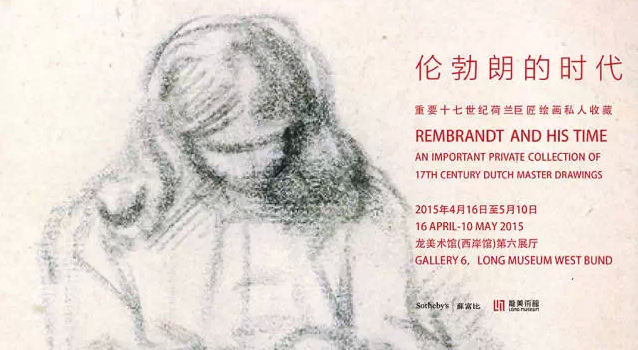 伦勃朗的时代
重要十七世纪荷兰巨匠绘画私人收藏
REMBRANDT AND HIS TIME
AN IMPORTANT PRIVATE COLLECTION OF
17TH CENTURY DUTCH MASTER DRAWINGS
2015年4月16日至5月10日
16 APRIL-10 MAY 2015
龙美术馆(西岸馆)第六展厅
GALLERY 6, LONG MUSEUM WEST BUND
Sotheby's 蘇富比 龍美術館
LONG MUSEUM